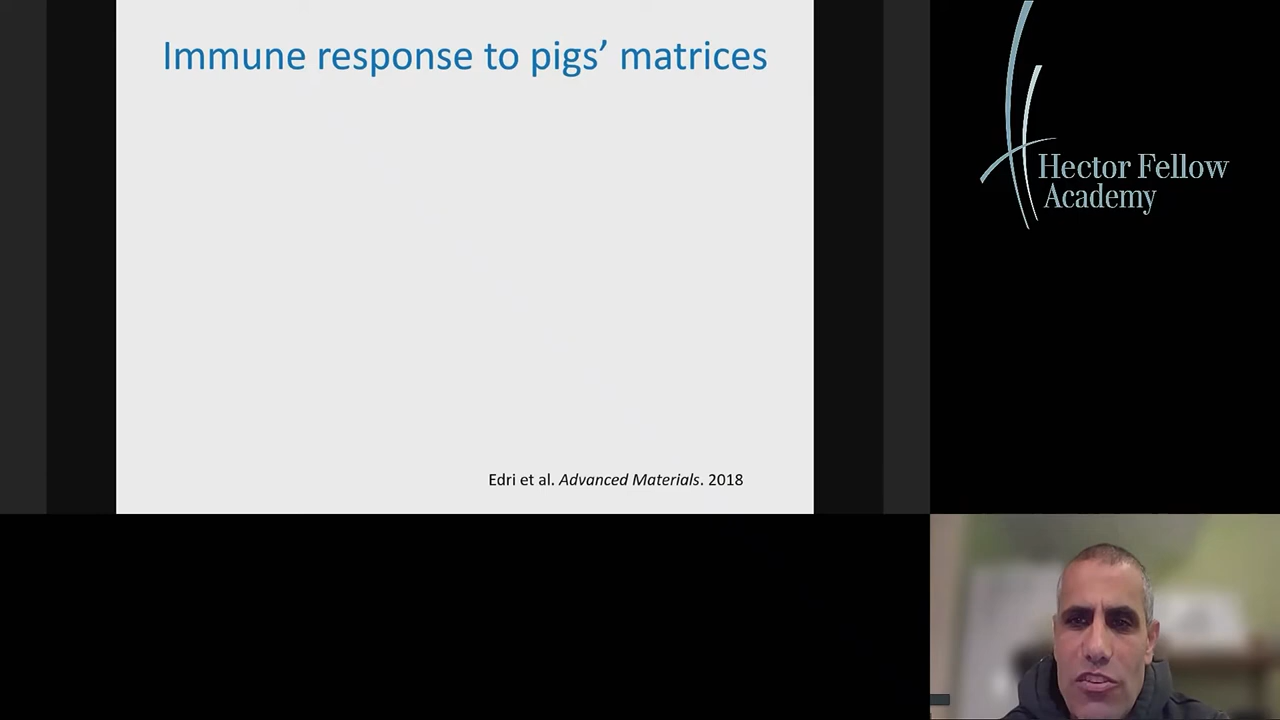 Immune response to pigs’ matrices
Edri et al. Advanced Materials. 2018
Hector Fellow
Academy